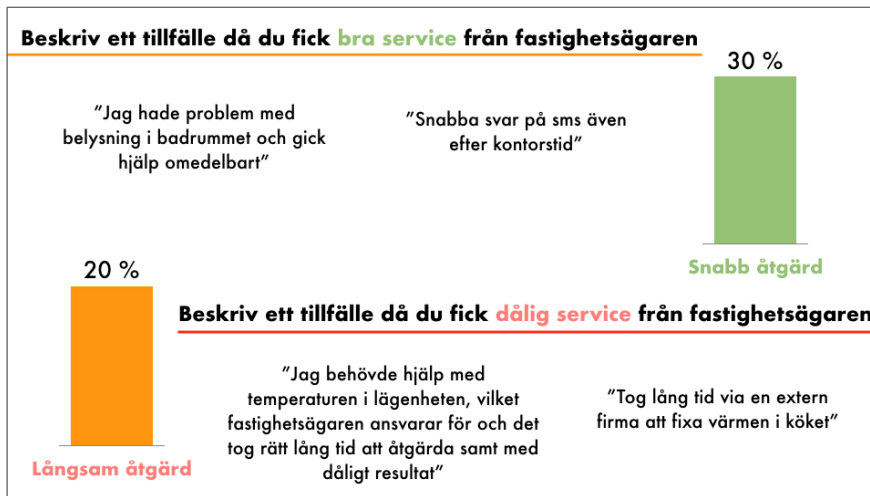 Beskriv ett tillfälle då du fick bra service från fastighetsägaren
30 %
”Jag hade problem med
belysning i badrummet och gick
hjälp omedelbart”
”Snabba svar på sms även
efter kontorstid”
Snabb åtgärd
20 %
Beskriv ett tillfälle då du fick dålig service från fastighetsägaren
”Jag behövde hjälp med
temperaturen i lägenheten, vilket
fastighetsägaren ansvarar för och det
tog rätt lång tid att åtgärda samt med
dåligt resultat”
”Tog lång tid via en extern
firma att fixa värmen i köket”
Långsam åtgärd